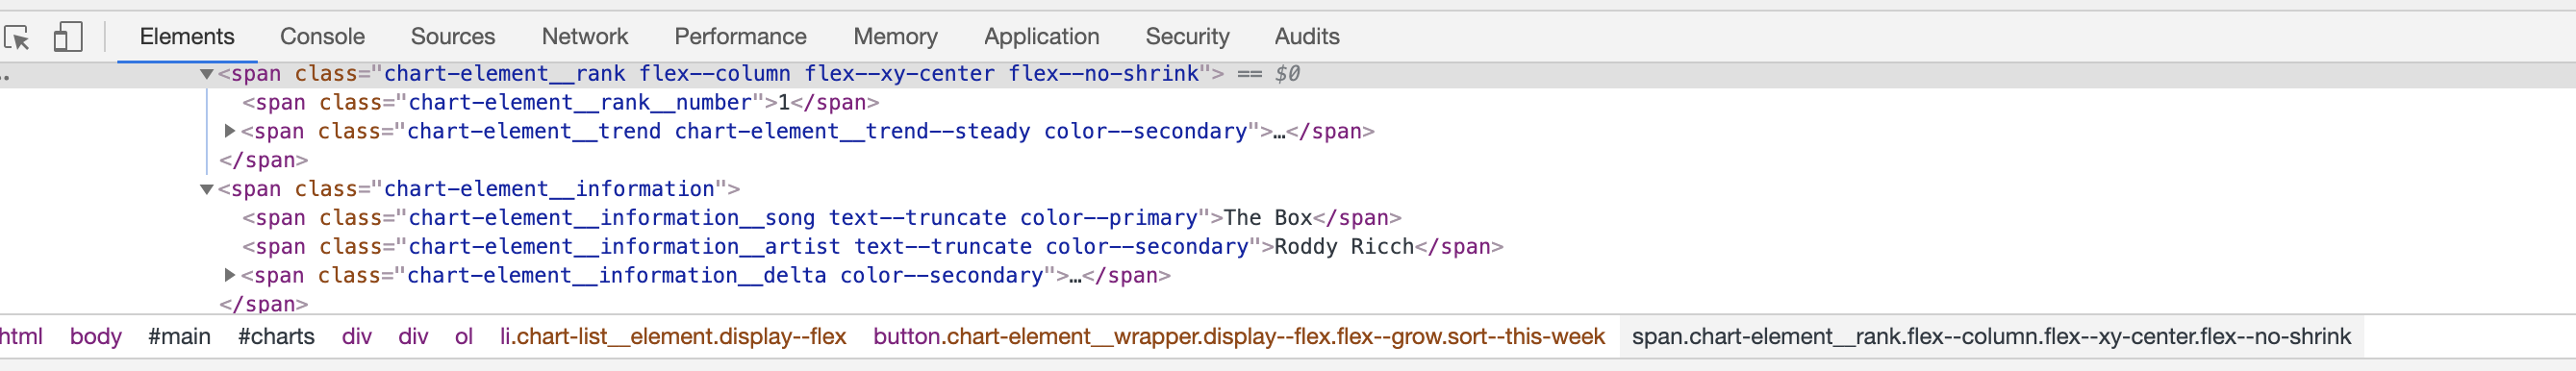 Elements Console Sources Network Performance Memory Application Security Audits
<span class="chart-element__rank flex--column flex--xy-center flex--no-shrink"> == $0
<span class="chart-element__rank__number">1</span>
<span class="chart-element__trend chart-element__trend--steady color--secondary">…</span>
</span>
<span class="chart-element__information">
<span class="chart-element__information__song text--truncate color--primary">The Box</span>
<span class="chart-element__information__artist text--truncate color--secondary">Roddy Ricch</span>
<span class="chart-element__information__delta color--secondary">…</span>
</span>
html body #main #charts div div ol li.chart-list__element.display--flex button.chart-element__wrapper.display--flex.flex--grow.sort--this-week span.chart-element__rank.flex--column.flex--xy-center.flex--no-shrink